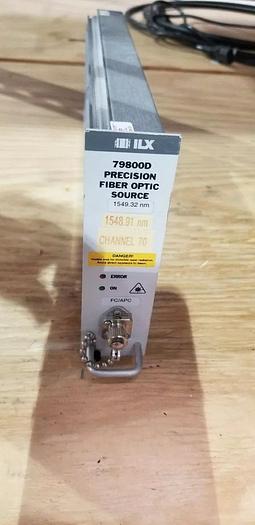 ILX
79800D
PRECISION
FIBER OPTIC
SOURCE
1549.32 nm
1548.91 nm
CHANNEL 70
DANGER!
ERROR
ON
FC/APC